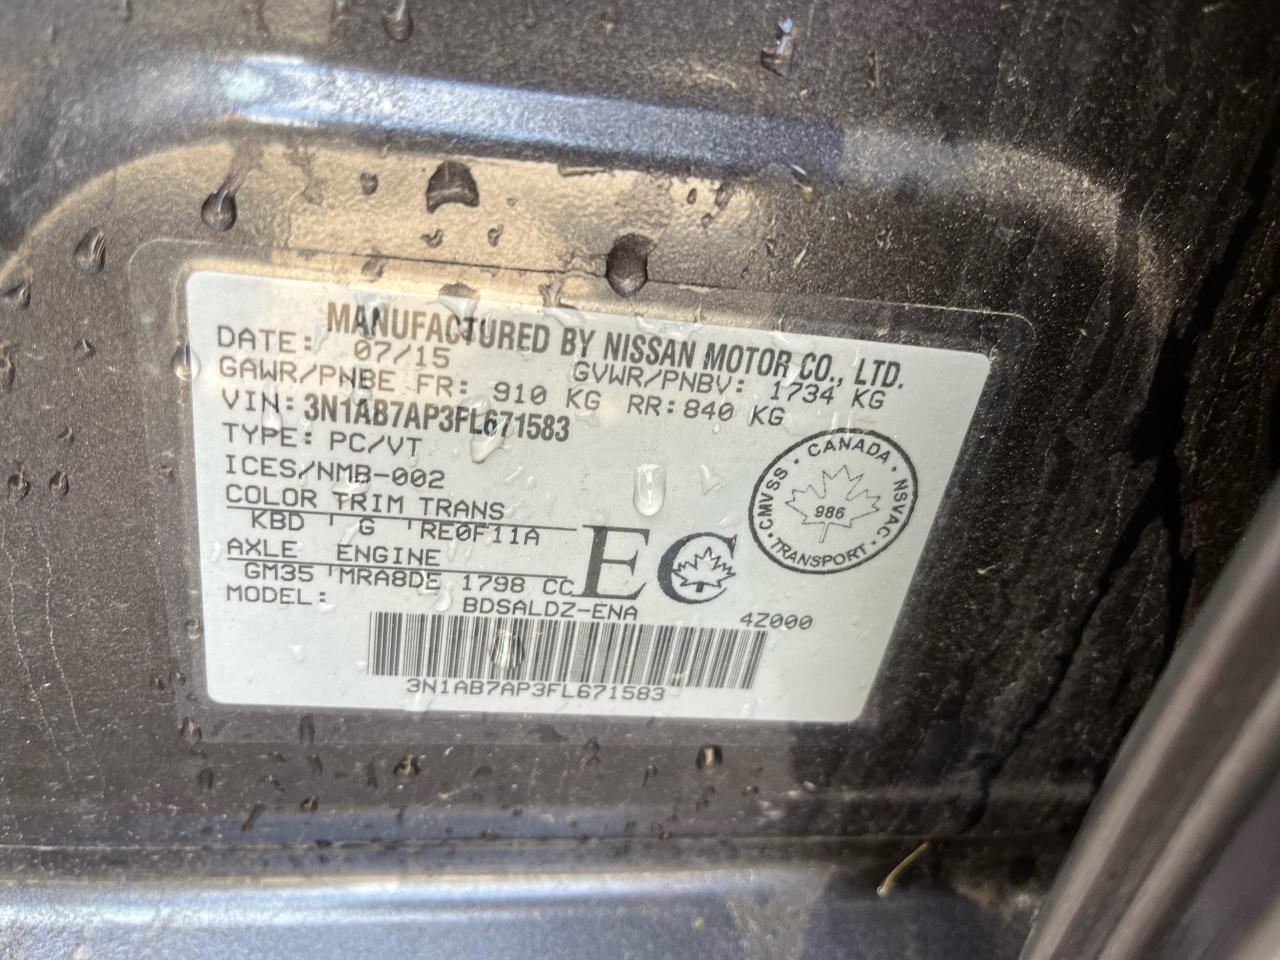 MANUFACTURED BY NISSAN MOTOR CO., LTD.
DATE: 07/15 GVWR/PNBV: 1734 KG
GAWR/PNBE FR: 910 KG RR: 840 KG
VIN: 3N1AB7AP3FL671583
TYPE: PC/VT
ICES/NMB-002
COLOR TRIM TRANS
KBD G RE0F11A
AXLE ENGINE
GM35 MRA8DE 1798 CC
MODEL: BDSALDZ-ENA 4Z000
3N1AB7AP3FL671583
EC
CANADA
CMVSS NSVAC
986
TRANSPORT